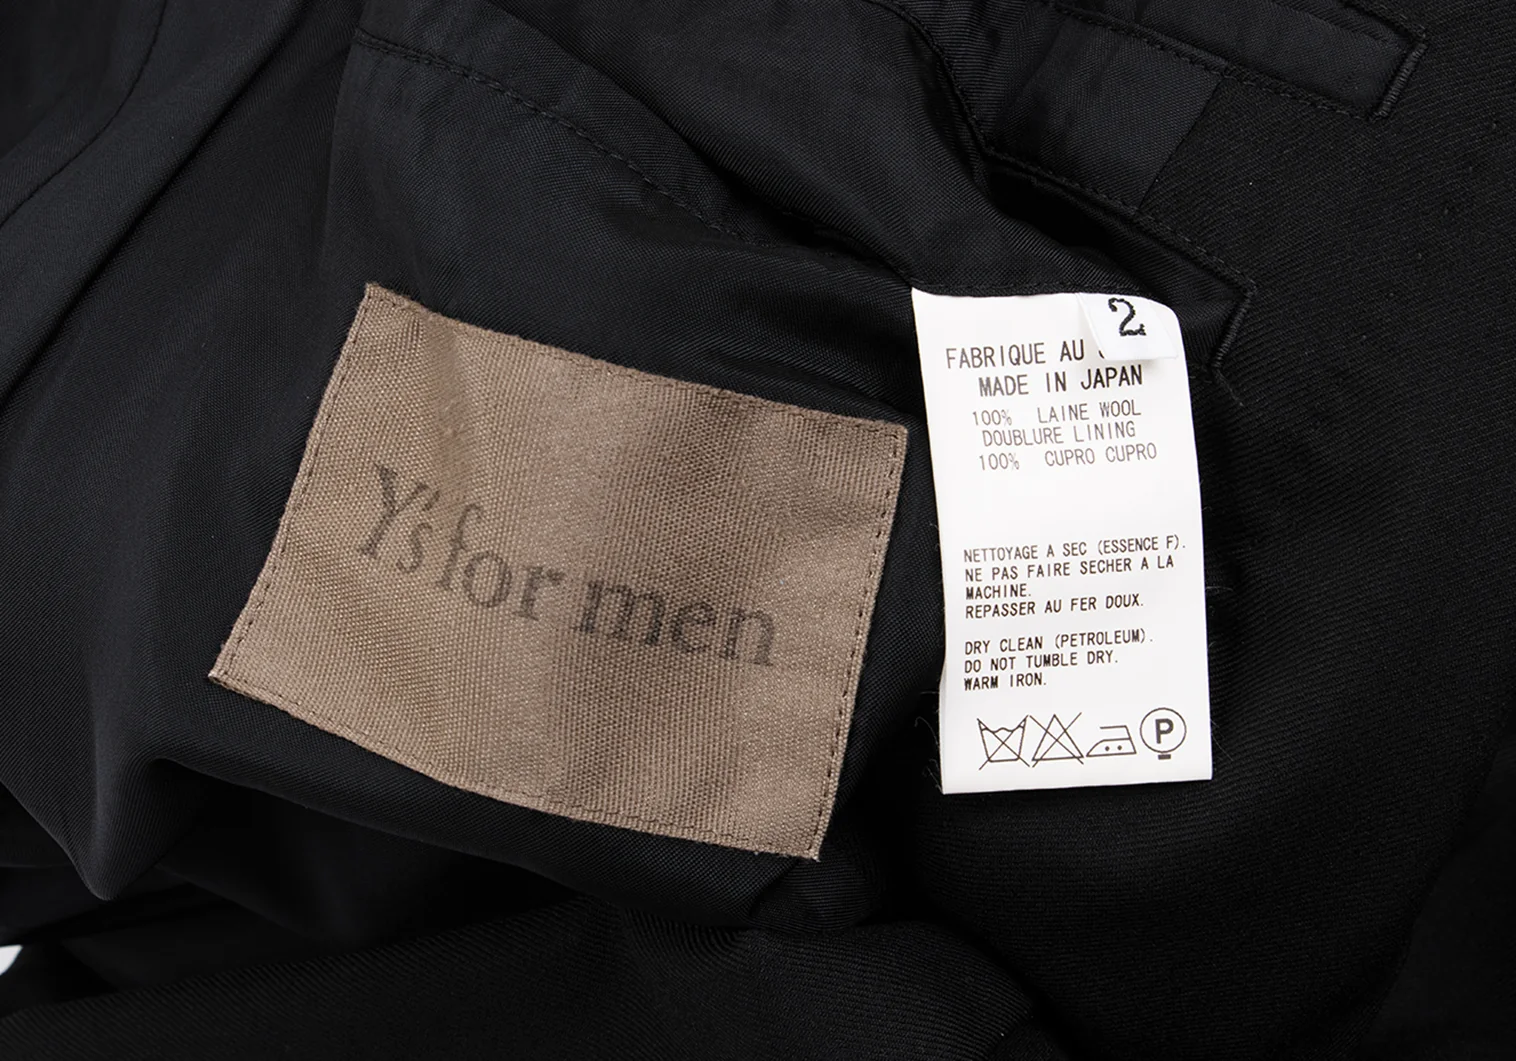 Y's for men
2
FABRIQUE AU
MADE IN JAPAN
100% LAINE WOOL
DOUBLURE LINING
100% CUPRO CUPRO
NETTOYAGE A SEC (ESSENCE F).
NE PAS FAIRE SECHER A LA
MACHINE.
REPASSER AU FER DOUX.
DRY CLEAN (PETROLEUM).
DO NOT TUMBLE DRY.
WARM IRON.
P